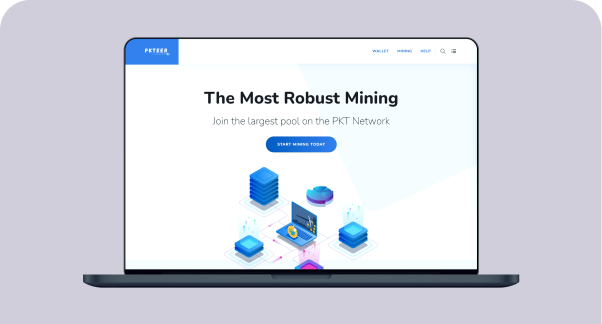 PKTEER
WALLET MINING HELP
The Most Robust Mining
Join the largest pool on the PKT Network
START MINING TODAY